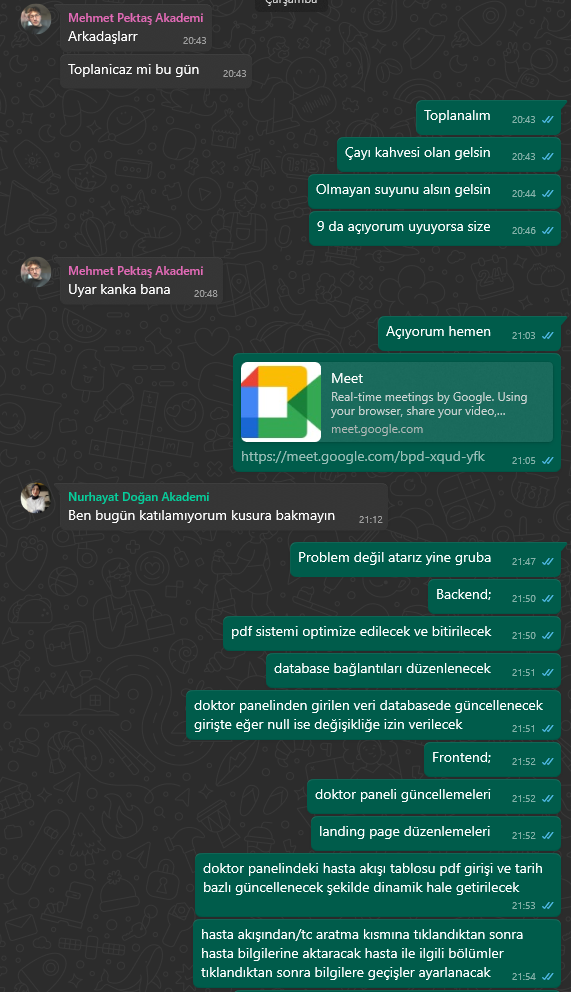 Çarşamba
Mehmet Pektaş Akademi
Arkadaşlarr
20:43
Toplanicaz mi bu gün
20:43
Toplanalım
20:43
Çayı kahvesi olan gelsin
20:43
Olmayan suyunu alsın gelsin
20:44
9 da açıyorum uyuyorsa size
20:46
Mehmet Pektaş Akademi
Uyar kanka bana
20:48
Açıyorum hemen
21:03
Meet
Real-time meetings by Google. Using
your browser, share your video,...
meet.google.com
https://meet.google.com/bpd-xqud-yfk
21:05
Nurhayat Doğan Akademi
Ben bugün katılamıyorum kusura bakmayın
21:12
Problem değil atarız yine gruba
21:47
Backend;
21:50
pdf sistemi optimize edilecek ve bitirilecek
21:50
database bağlantıları düzenlenecek
21:51
doktor panelinden girilen veri databasede güncellenecek
girişte eğer null ise değişikliğe izin verilecek
21:51
Frontend;
21:52
doktor paneli güncellemeleri
21:52
landing page düzenlemeleri
21:52
doktor panelindeki hasta akışı tablosu pdf girişi ve tarih
bazlı güncellenecek şekilde dinamik hale getirilecek
21:53
hasta akışından/tc aratma kısmına tıklandıktan sonra
hasta bilgilerine aktaracak hasta ile ilgili bölümler
tıklandıktan sonra bilgilere geçişler ayarlanacak
21:54